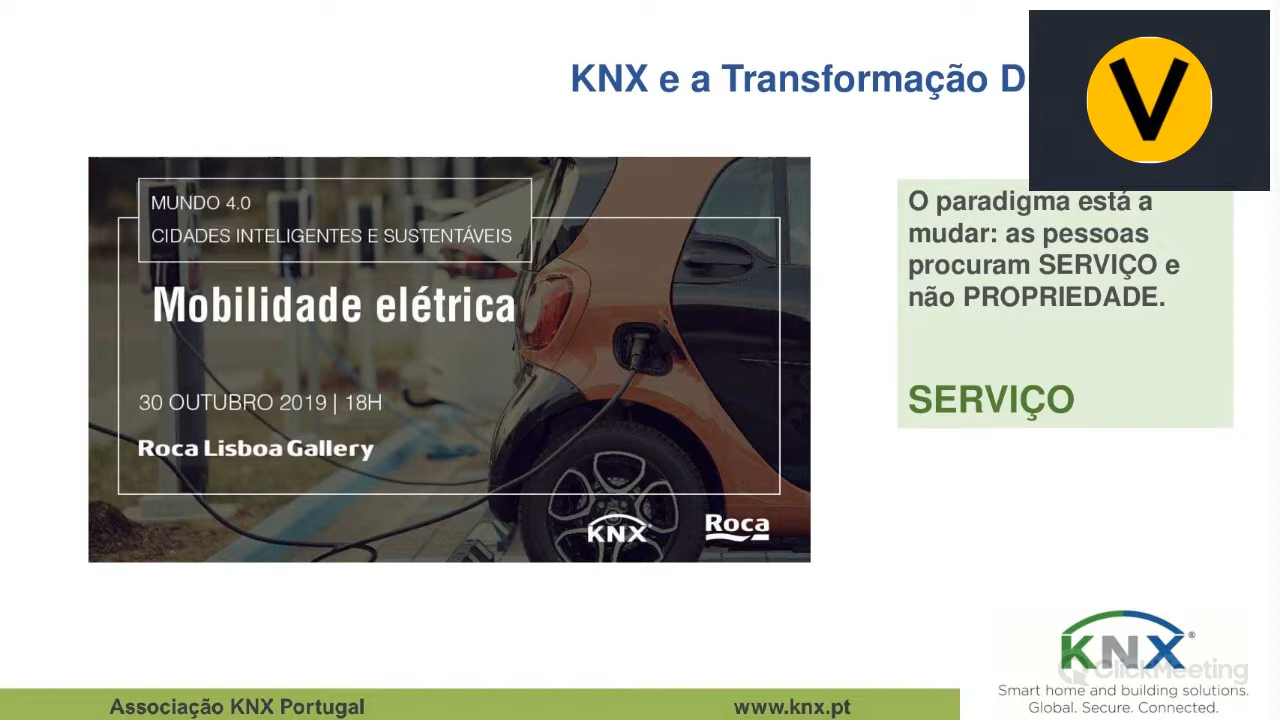 KNX e a Transformação D
V
MUNDO 4.0
CIDADES INTELIGENTES E SUSTENTÁVEIS
Mobilidade elétrica
30 OUTUBRO 2019 | 18H
Roca Lisboa Gallery
KNX
Roca
O paradigma está a
mudar: as pessoas
procuram SERVIÇO e
não PROPRIEDADE.
SERVIÇO
KNX®
ClickMeeting
Smart home and building solutions.
Global. Secure. Connected.
Associação KNX Portugal
www.knx.pt